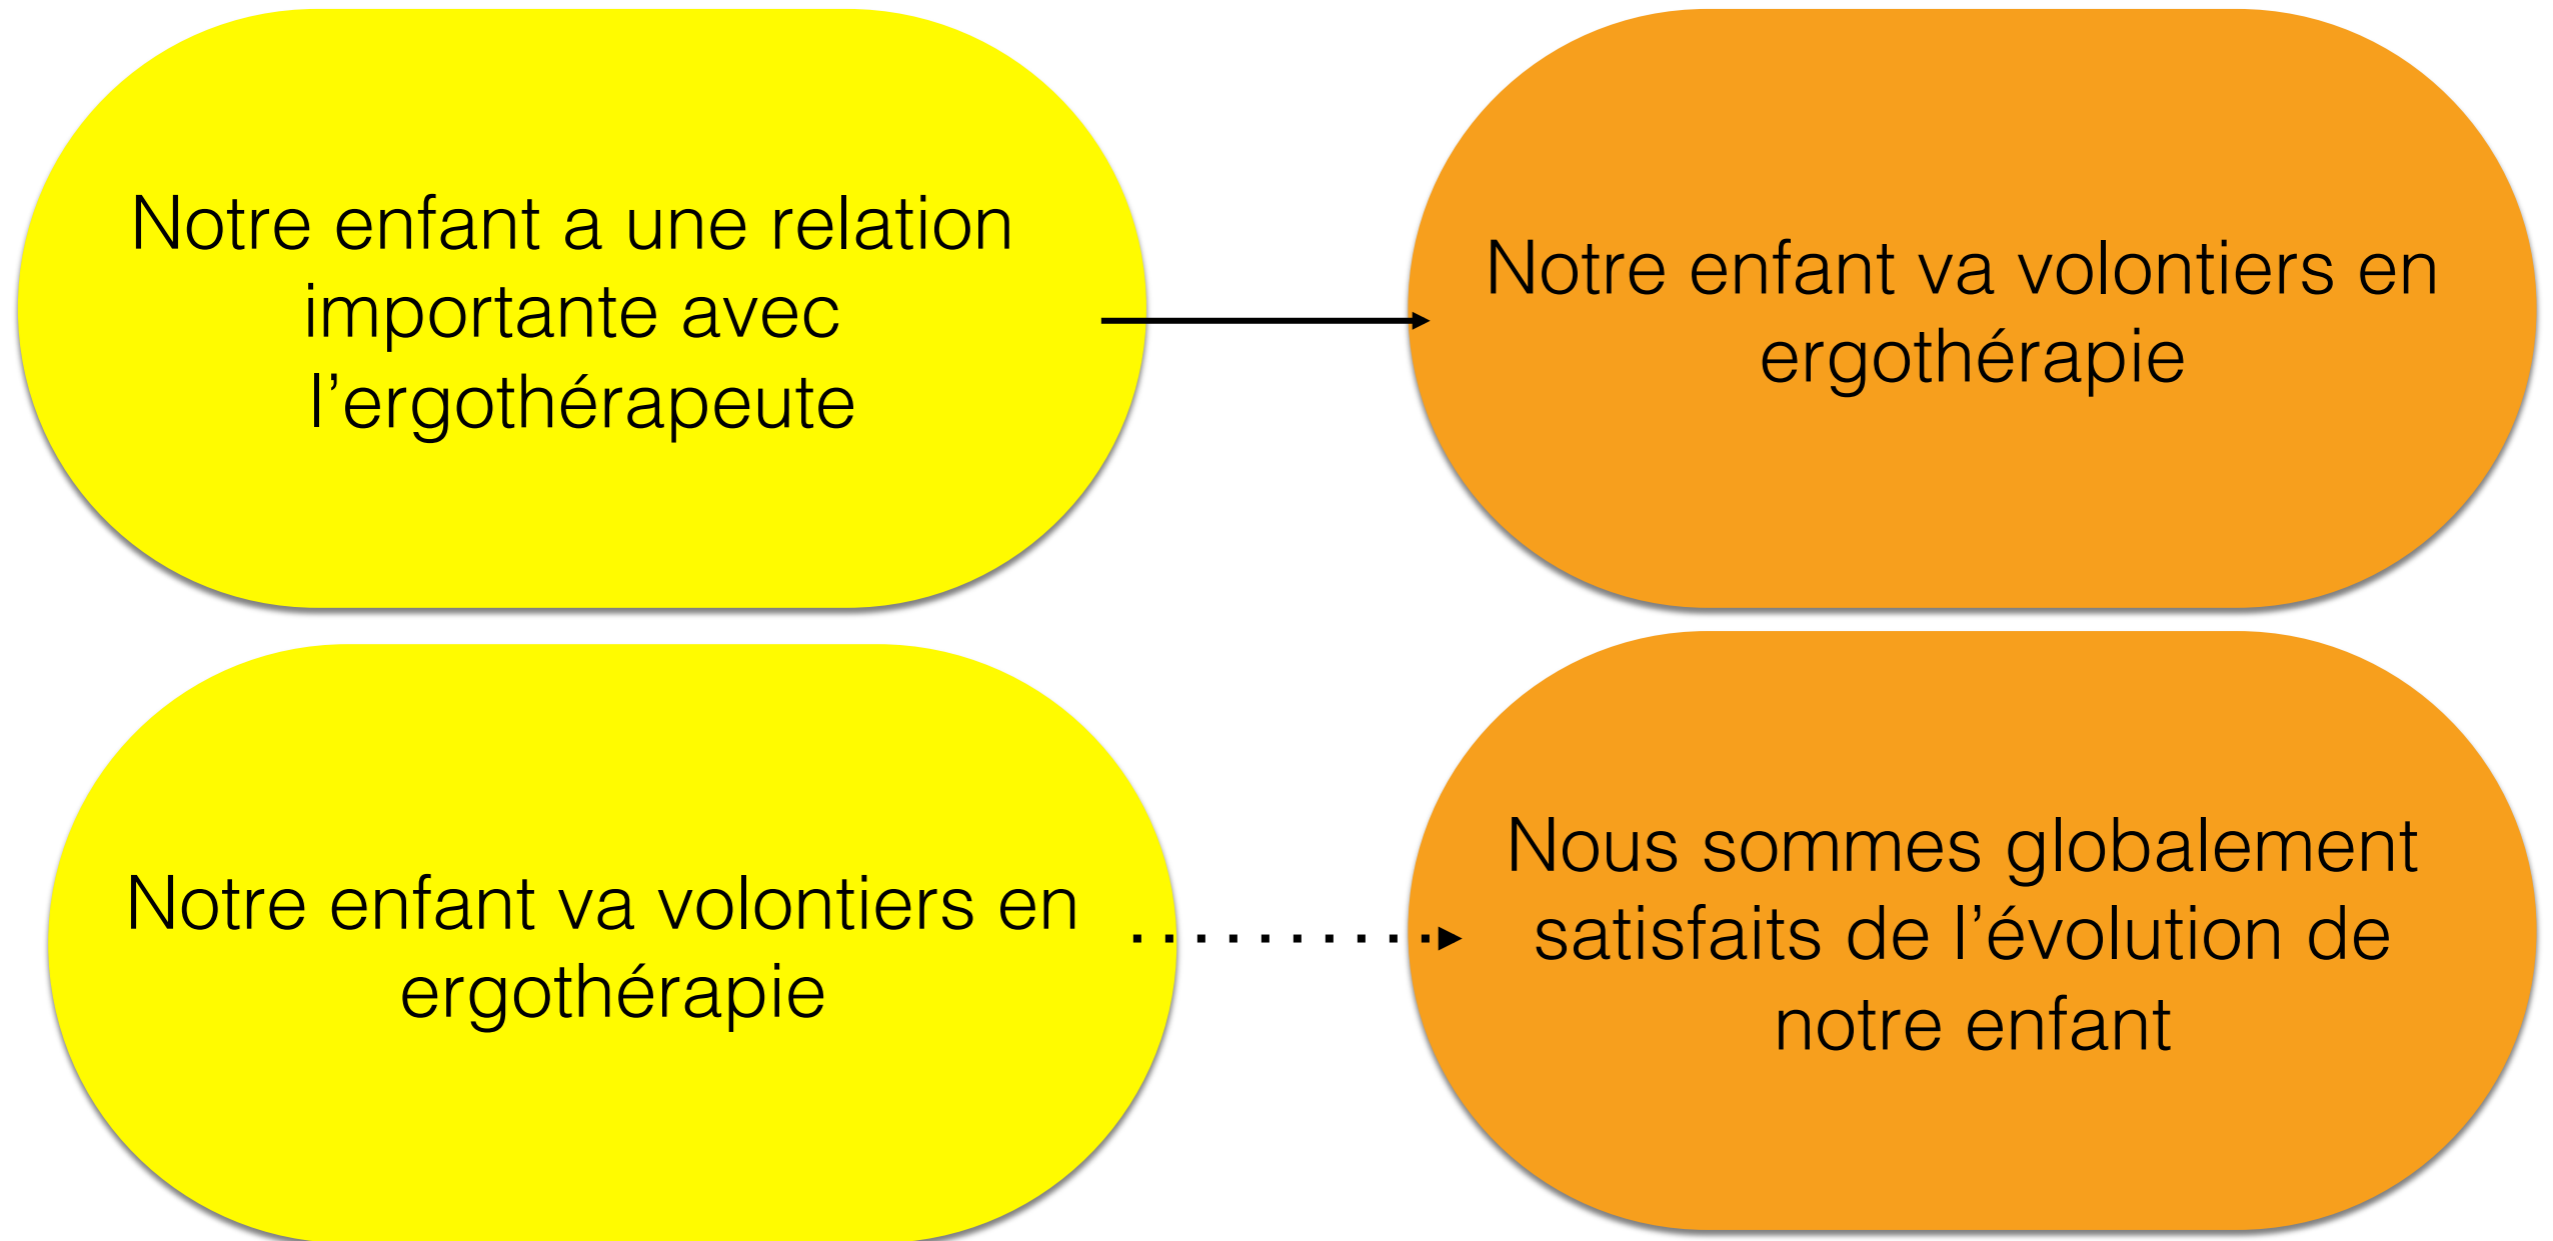 Notre enfant a une relation
importante avec
l’ergothérapeute
Notre enfant va volontiers en
ergothérapie
Notre enfant va volontiers en
ergothérapie
Nous sommes globalement
satisfaits de l’évolution de
notre enfant